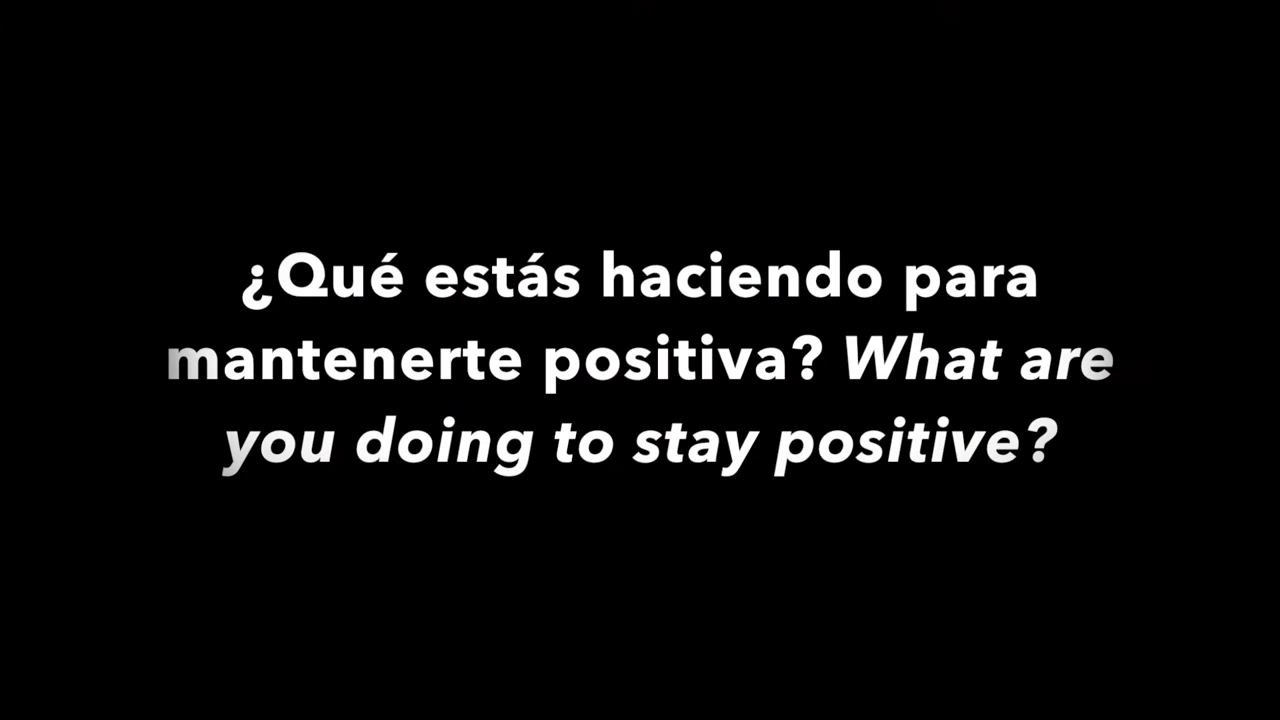 ¿Qué estás haciendo para
mantenerte positiva? What are
you doing to stay positive?